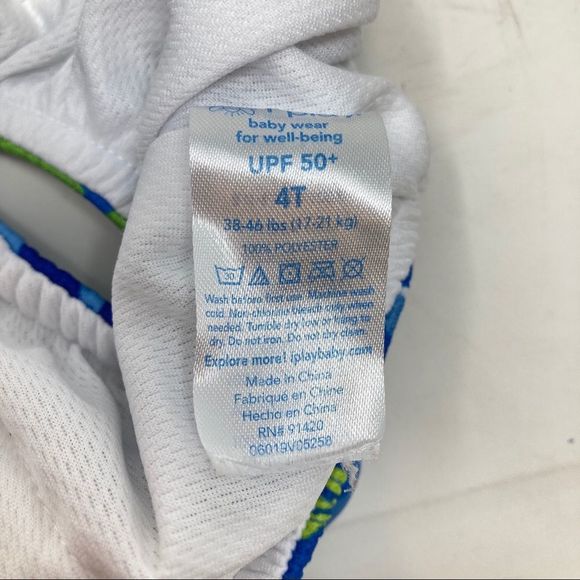 baby wear
for well-being
UPF 50+
4T
38-46 lbs (17-21 kg)
100% POLYESTER
30
Wash before first use. Machine wash
cold. Non-chlorine bleach only when
needed. Tumble dry low or hang to
dry. Do not iron. Do not dry clean.
Explore more! iplaybaby.com
Made in China
Fabriqué en Chine
Hecho en China
RN# 91420
06019V05258